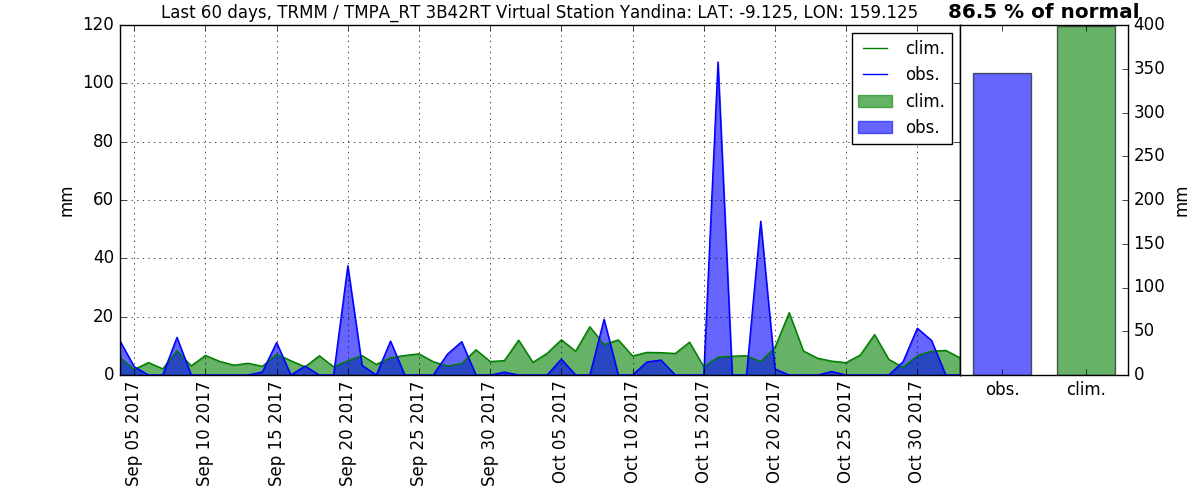 Last 60 days, TRMM / TMPA_RT 3B42RT Virtual Station Yandina: LAT: -9.125, LON: 159.125
86.5 % of normal
120
100
80
60
40
20
0
mm
clim.
obs.
clim.
obs.
400
350
300
250
200
150
100
50
0
mm
Sep 05 2017
Sep 10 2017
Sep 15 2017
Sep 20 2017
Sep 25 2017
Sep 30 2017
Oct 05 2017
Oct 10 2017
Oct 15 2017
Oct 20 2017
Oct 25 2017
Oct 30 2017
obs.
clim.